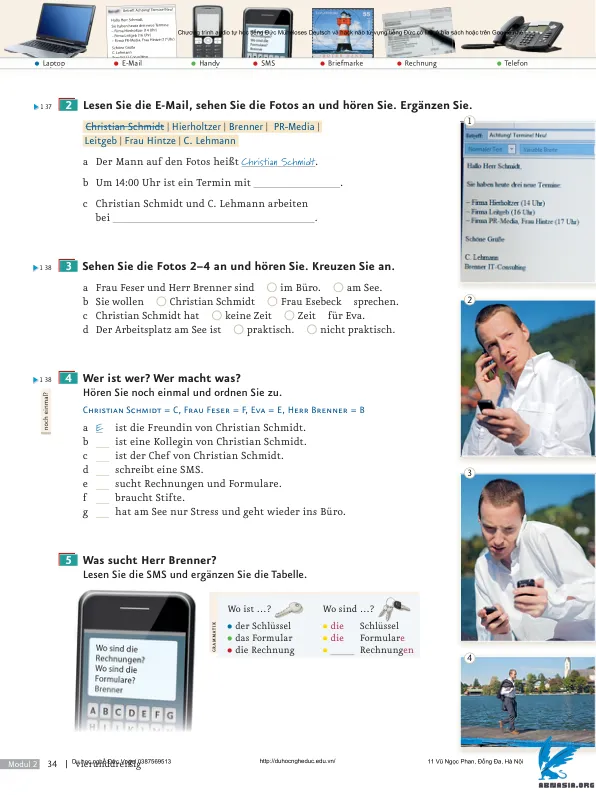 Betreff: Achtung! Termine! Neu!
Hallo Herr Schmidt,
Sie haben heute drei neue Termine:
– Firma Hierholtzer (14 Uhr)
– Firma Leitgeb (16 Uhr)
– Firma PR-Media, Frau Hintze (17 Uhr)
Schöne Grüße
C. Lehmann
Chương trình audio tự học tiếng Đức Müheloses Deutsch và hack não từ vựng tiếng Đức có
Laptop
E-Mail
Handy
SMS
Briefmarke
Rechnung
Telefon
1 37 2 Lesen Sie die E-Mail, sehen Sie die Fotos an und hören Sie. Ergänzen Sie.
Christian Schmidt | Hierholtzer | Brenner | PR-Media |
Leitgeb | Frau Hintze | C. Lehmann
a Der Mann auf den Fotos heißt Christian Schmidt.
b Um 14:00 Uhr ist ein Termin mit ________________.
c Christian Schmidt und C. Lehmann arbeiten
bei ________________.
1
Betreff: Achtung! Termine! Neu!
Hallo Herr Schmidt,
Sie haben heute drei neue Termine:
– Firma Hierholtzer (14 Uhr)
– Firma Leitgeb (16 Uhr)
– Firma PR-Media, Frau Hintze (17 Uhr)
Schöne Grüße
C. Lehmann
Brenner IT-Consulting
1 38 3 Sehen Sie die Fotos 2–4 an und hören Sie. Kreuzen Sie an.
a Frau Feser und Herr Brenner sind ○ im Büro. ○ am See.
b Sie wollen ○ Christian Schmidt ○ Frau Esebeck sprechen.
c Christian Schmidt hat ○ keine Zeit ○ Zeit für Eva.
d Der Arbeitsplatz am See ist ○ praktisch. ○ nicht praktisch.
2
1 38 4 Wer ist wer? Wer macht was?
noch einmal?
Hören Sie noch einmal und ordnen Sie zu.
Christian Schmidt = C, Frau Feser = F, Eva = E, Herr Brenner = B
a E ist die Freundin von Christian Schmidt.
b __ ist eine Kollegin von Christian Schmidt.
c __ ist der Chef von Christian Schmidt.
d __ schreibt eine SMS.
e __ sucht Rechnungen und Formulare.
f __ braucht Stifte.
g __ hat am See nur Stress und geht wieder ins Büro.
3
5 Was sucht Herr Brenner?
Lesen Sie die SMS und ergänzen Sie die Tabelle.
Wo sind die
Rechnungen?
Wo sind die
Formulare?
Brenner
A B C D E F G
GRAMMATIK
Wo ist …? Wo sind …?
der Schlüssel die Schlüssel
das Formular die Formulare
die Rechnung _____ Rechnungen
4
Modul 2 34 | vierunddreißig
Du học nghề Đức Vogel 0387569513
http://duhocngheduc.edu.vn/
11 Vũ Ngọc Phan, Đống Đa, Hà Nội
ABMASIA.ORG